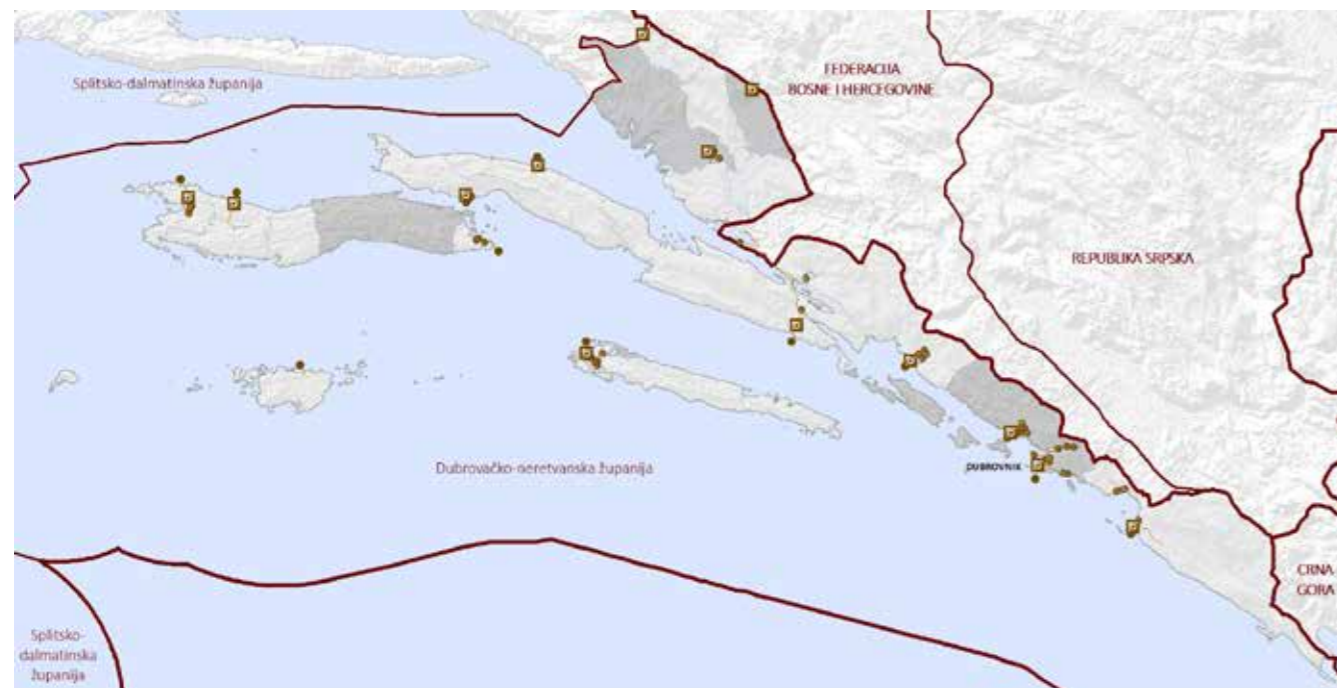 Splitsko-dalmatinska županija
FEDERACIJA
BOSNE I HERCEGOVINE
REPUBLIKA SRPSKA
Dubrovačko-neretvanska županija
DUBROVNIK
CRNA
GORA
Splitsko-
dalmatinska
županija